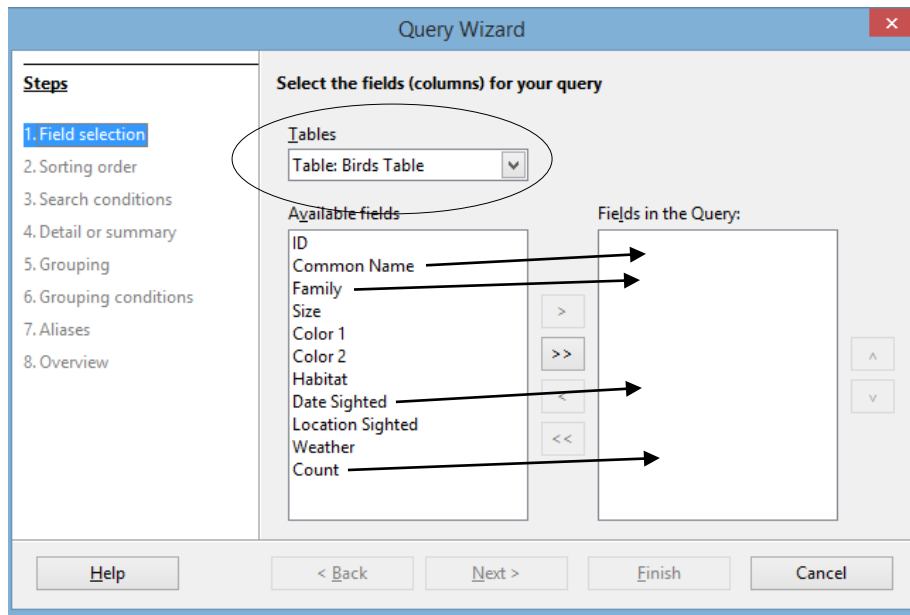 Query Wizard
Steps
1. Field selection
2. Sorting order
3. Search conditions
4. Detail or summary
5. Grouping
6. Grouping conditions
7. Aliases
8. Overview
Select the fields (columns) for your query
Tables
Table: Birds Table
Available fields
ID
Common Name
Family
Size
Color 1
Color 2
Habitat
Date Sighted
Location Sighted
Weather
Count
>
>>
<
<<
Fields in the Query:
˄
˅
Help
< Back
Next >
Finish
Cancel